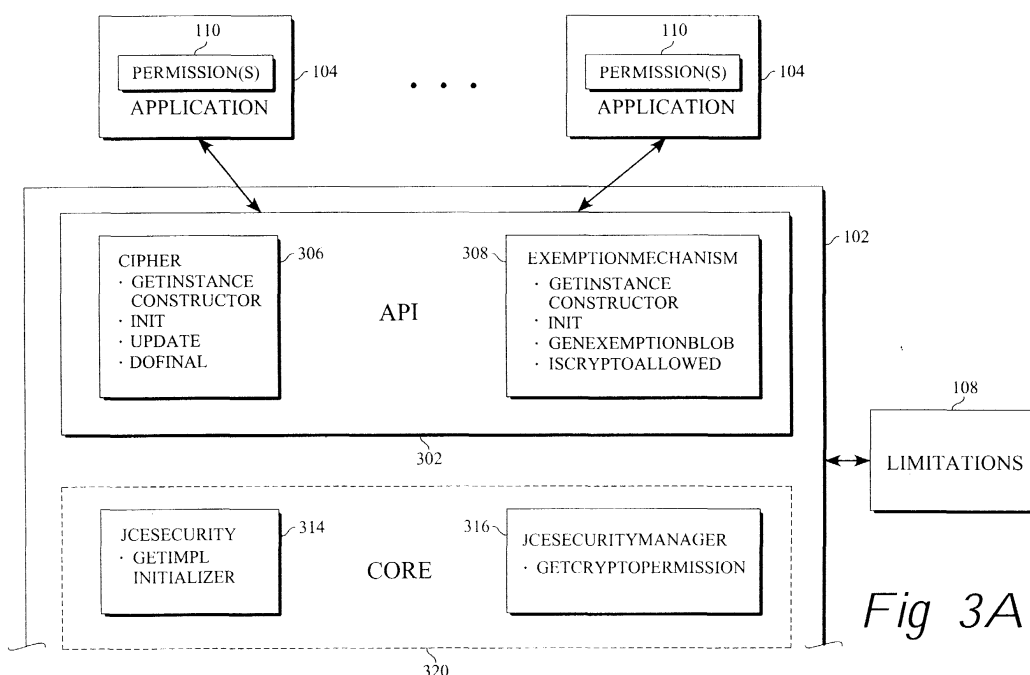 110
PERMISSION(S)
APPLICATION
104
. . .
110
PERMISSION(S)
APPLICATION
104
102
306
CIPHER
· GETINSTANCE
CONSTRUCTOR
· INIT
· UPDATE
· DOFINAL
API
308
EXEMPTIONMECHANISM
· GETINSTANCE
CONSTRUCTOR
· INIT
· GENEXEMPTIONBLOB
· ISCRYPTOALLOWED
302
108
LIMITATIONS
314
JCESECURITY
· GETIMPL
INITIALIZER
CORE
316
JCESECURITYMANAGER
· GETCRYPTOPERMISSION
320
Fig 3A